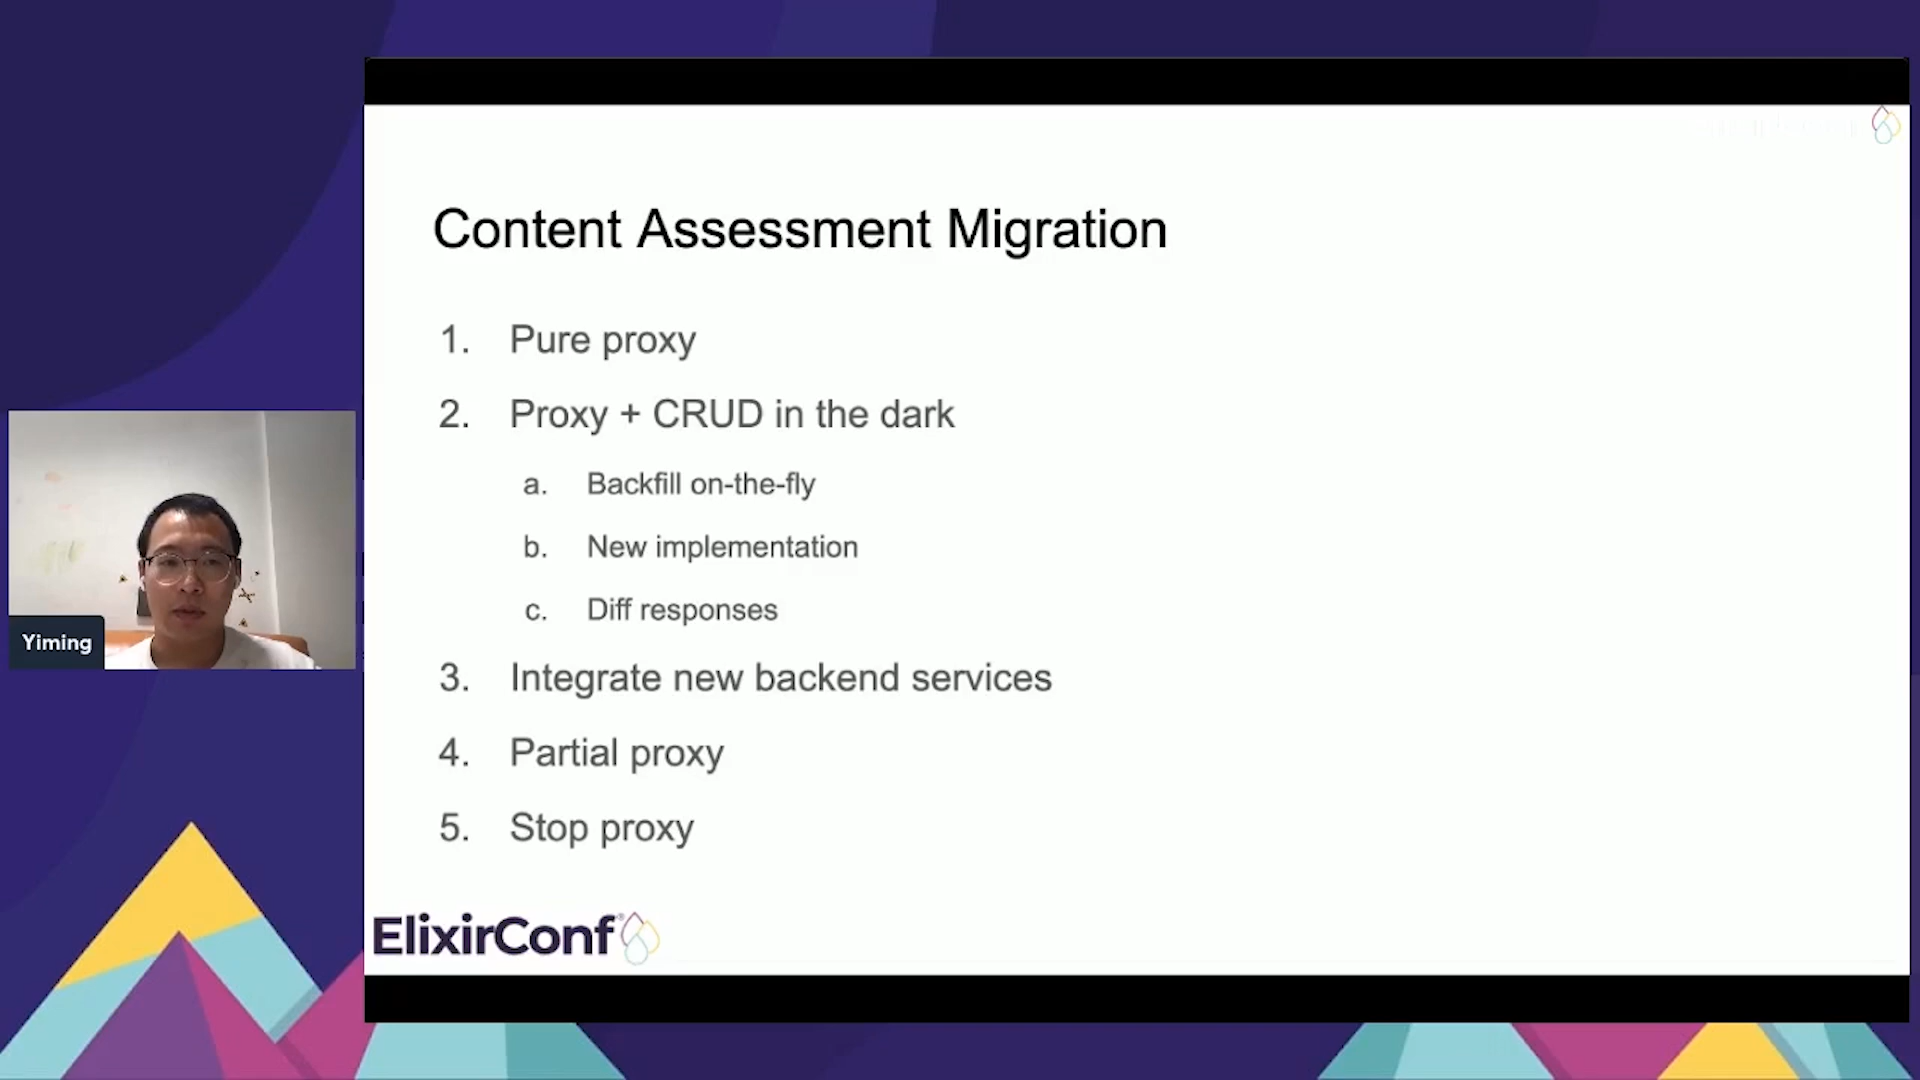 Content Assessment Migration
1. Pure proxy
2. Proxy + CRUD in the dark
a. Backfill on-the-fly
b. New implementation
c. Diff responses
3. Integrate new backend services
4. Partial proxy
5. Stop proxy
Yiming
ElixirConf®